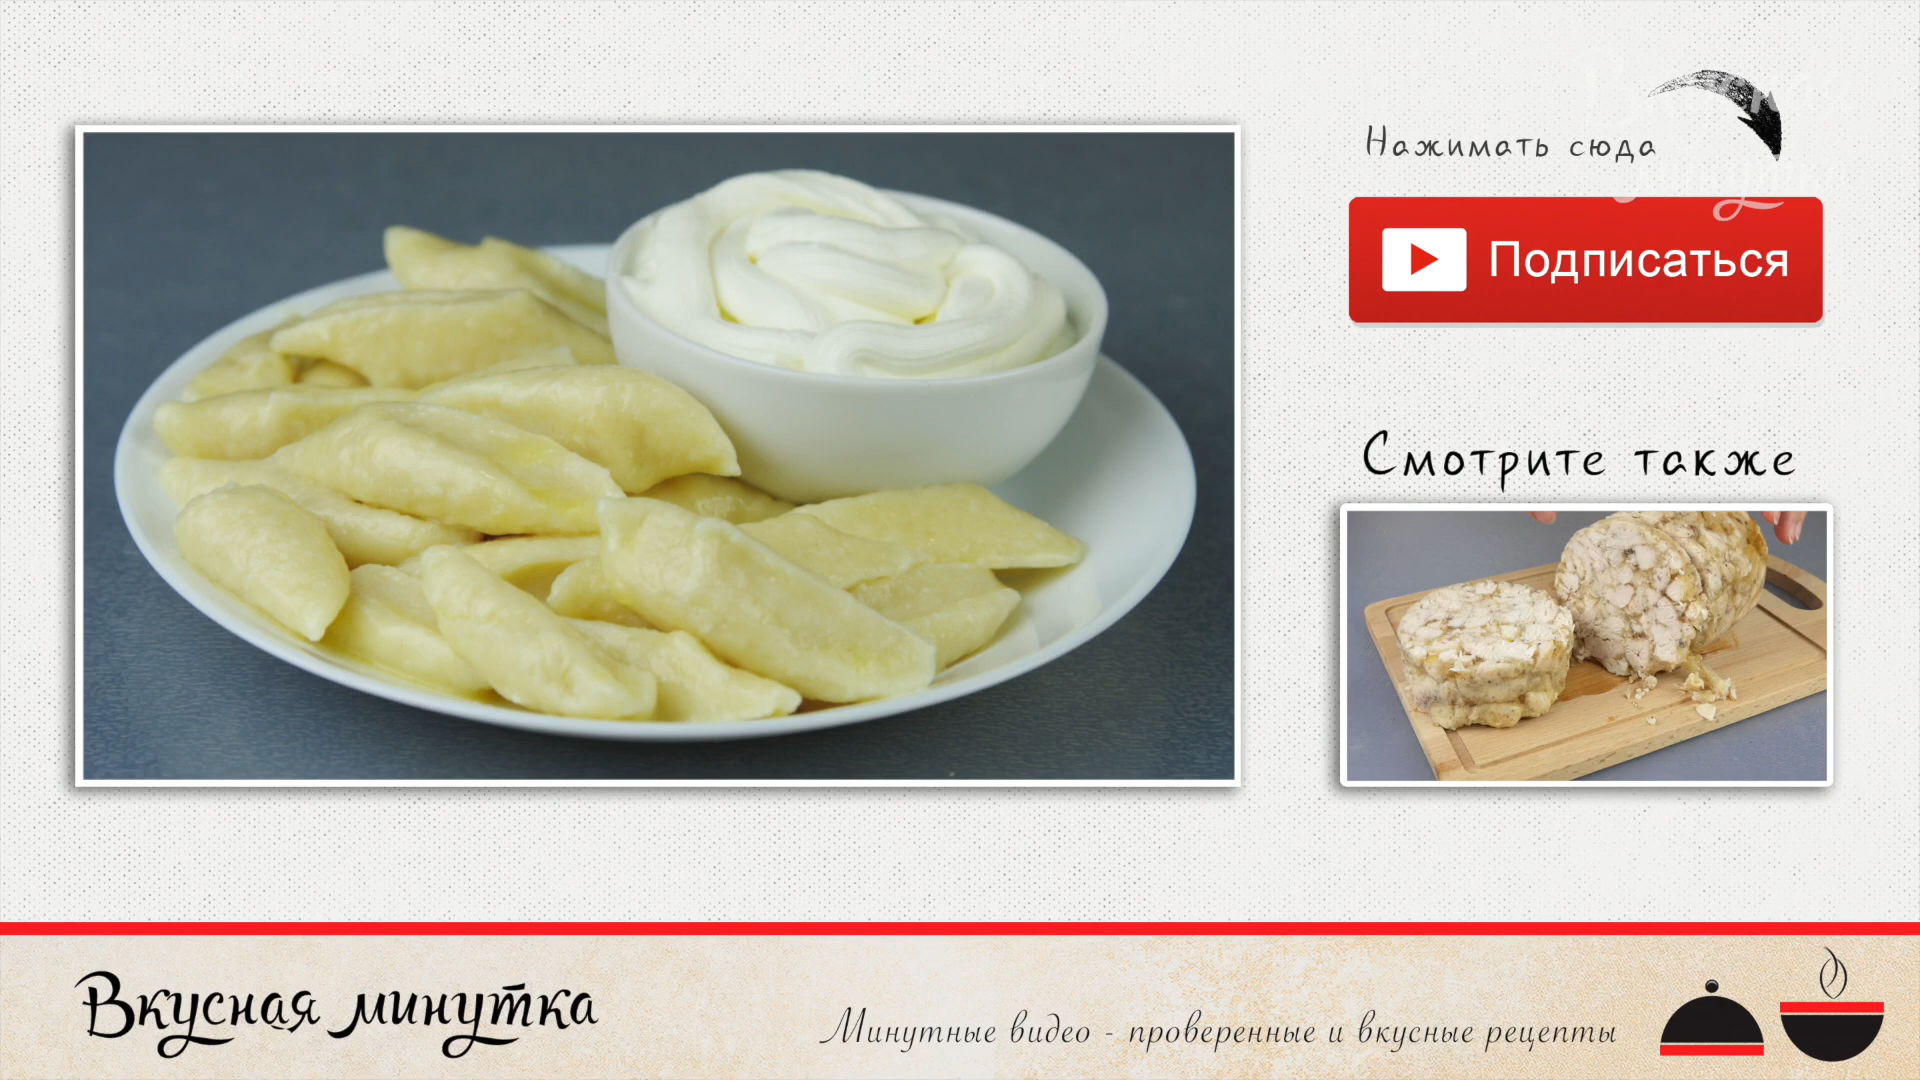 Нажимать сюда
Подписаться
Смотрите также
Вкусная минутка
Минутные видео - проверенные и вкусные рецепты